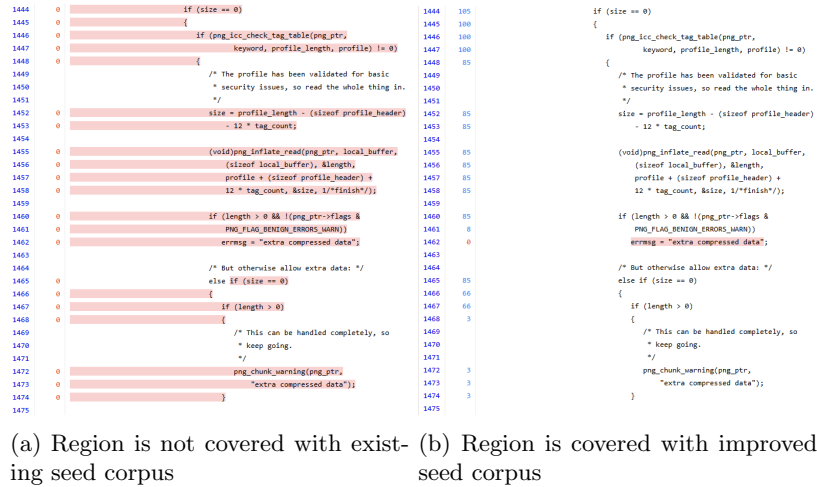 1444 0 if (size == 0)
1445 0 {
1446 0 if (png_icc_check_tag_table(png_ptr,
1447 0 keyword, profile_length, profile) != 0)
1448 0 {
1449 /* The profile has been validated for basic
1450 * security issues, so read the whole thing in.
1451 */
1452 0 size = profile_length - (sizeof profile_header)
1453 0 - 12 * tag_count;
1454
1455 0 (void)png_inflate_read(png_ptr, local_buffer,
1456 0 (sizeof local_buffer), &length,
1457 0 profile + (sizeof profile_header) +
1458 0 12 * tag_count, &size, 1/*finish*/);
1459
1460 0 if (length > 0 && !(png_ptr->flags &
1461 0 PNG_FLAG_BENIGN_ERRORS_WARN))
1462 0 errmsg = "extra compressed data";
1463
1464 /* But otherwise allow extra data: */
1465 0 else if (size == 0)
1466 0 {
1467 0 if (length > 0)
1468 0 {
1469 /* This can be handled completely, so
1470 * keep going.
1471 */
1472 0 png_chunk_warning(png_ptr,
1473 0 "extra compressed data");
1474 0 }
1475
(a) Region is not covered with exist-
ing seed corpus
1444 105 if (size == 0)
1445 100 {
1446 100 if (png_icc_check_tag_table(png_ptr,
1447 100 keyword, profile_length, profile) != 0)
1448 85 {
1449 /* The profile has been validated for basic
1450 * security issues, so read the whole thing in.
1451 */
1452 85 size = profile_length - (sizeof profile_header)
1453 85 - 12 * tag_count;
1454
1455 85 (void)png_inflate_read(png_ptr, local_buffer,
1456 85 (sizeof local_buffer), &length,
1457 85 profile + (sizeof profile_header) +
1458 85 12 * tag_count, &size, 1/*finish*/);
1459
1460 85 if (length > 0 && !(png_ptr->flags &
1461 8 PNG_FLAG_BENIGN_ERRORS_WARN))
1462 0 errmsg = "extra compressed data";
1463
1464 /* But otherwise allow extra data: */
1465 85 else if (size == 0)
1466 66 {
1467 66 if (length > 0)
1468 3 {
1469 /* This can be handled completely, so
1470 * keep going.
1471 */
1472 3 png_chunk_warning(png_ptr,
1473 3 "extra compressed data");
1474 3 }
1475
(b) Region is covered with improved
seed corpus